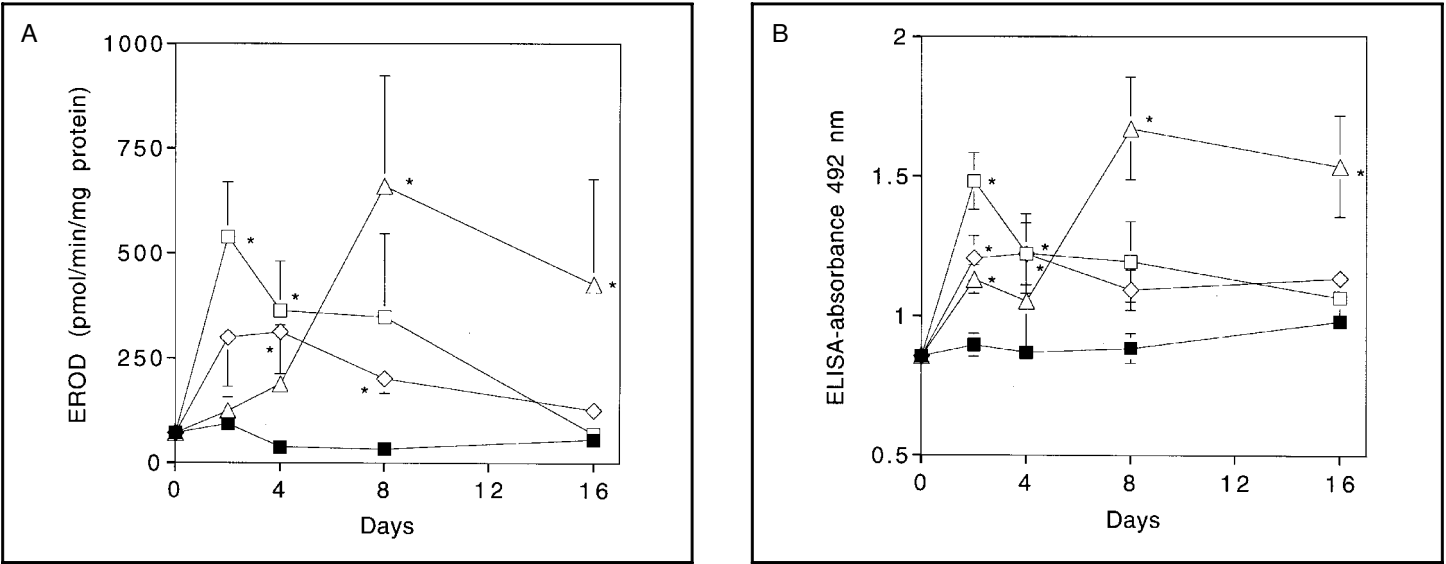 A
1000
750
500
250
0
EROD (pmol/min/mg protein)
* * * * * *
0 4 8 12 16
Days
B
2
1.5
1
0.5
ELISA-absorbance 492 nm
* * * * * * *
0 4 8 12 16
Days